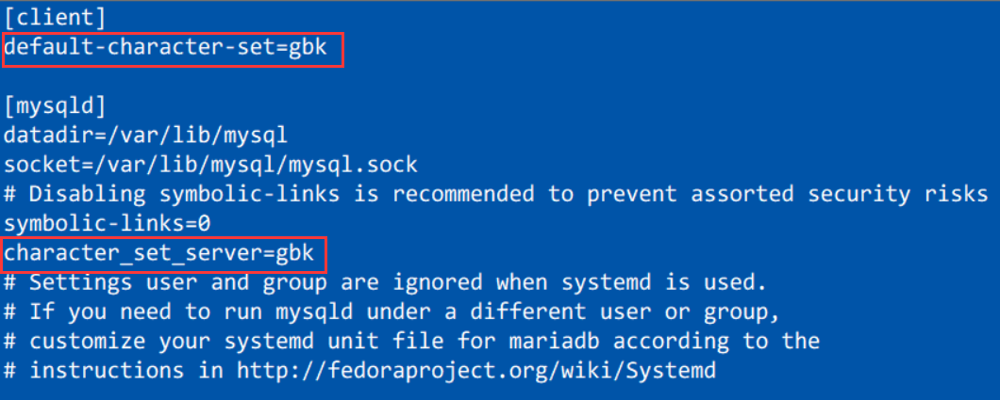 [client]
default-character-set=gbk
[mysqld]
datadir=/var/lib/mysql
socket=/var/lib/mysql/mysql.sock
# Disabling symbolic-links is recommended to prevent assorted security risks
symbolic-links=0
character_set_server=gbk
# Settings user and group are ignored when systemd is used.
# If you need to run mysqld under a different user or group,
# customize your systemd unit file for mariadb according to the
# instructions in http://fedoraproject.org/wiki/Systemd